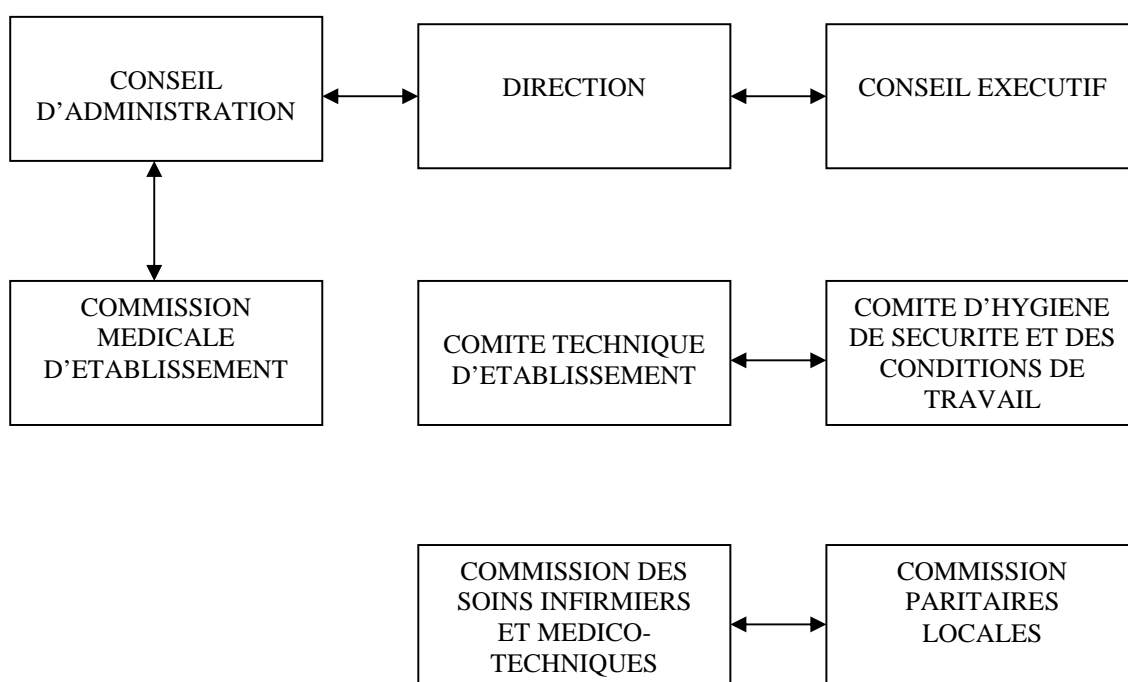 CONSEIL
D’ADMINISTRATION
DIRECTION
CONSEIL EXECUTIF
COMMISSION
MEDICALE
D’ETABLISSEMENT
COMITE TECHNIQUE
D’ETABLISSEMENT
COMITE D’HYGIENE
DE SECURITE ET DES
CONDITIONS DE
TRAVAIL
COMMISSION DES
SOINS INFIRMIERS
ET MEDICO-
TECHNIQUES
COMMISSION
PARITAIRES
LOCALES